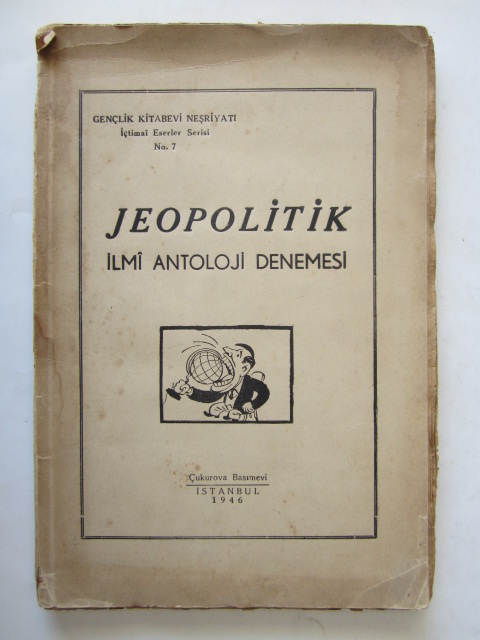 GENÇLİK KİTABEVİ NEŞRİYATI
İçtimaî Eserler Serisi
No. 7
JEOPOLİTİK
İLMÎ ANTOLOJİ DENEMESİ
Çukurova Basımevi
İSTANBUL
1946